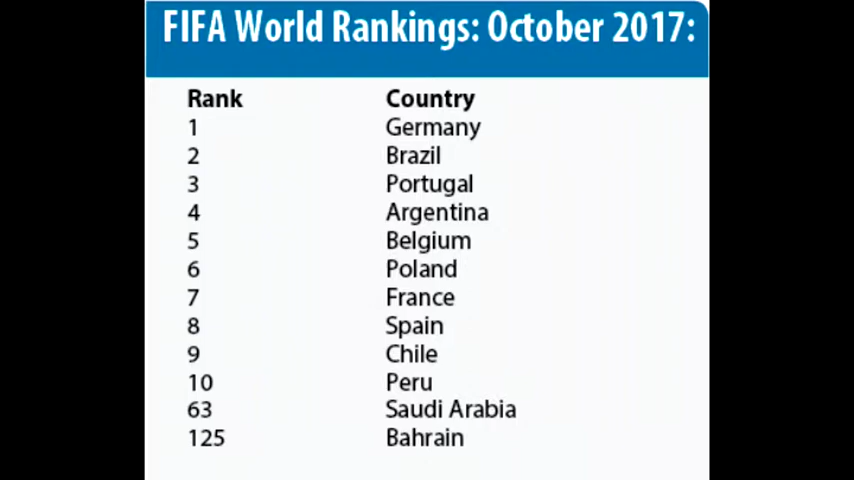 FIFA World Rankings: October 2017:
Rank Country
1 Germany
2 Brazil
3 Portugal
4 Argentina
5 Belgium
6 Poland
7 France
8 Spain
9 Chile
10 Peru
63 Saudi Arabia
125 Bahrain